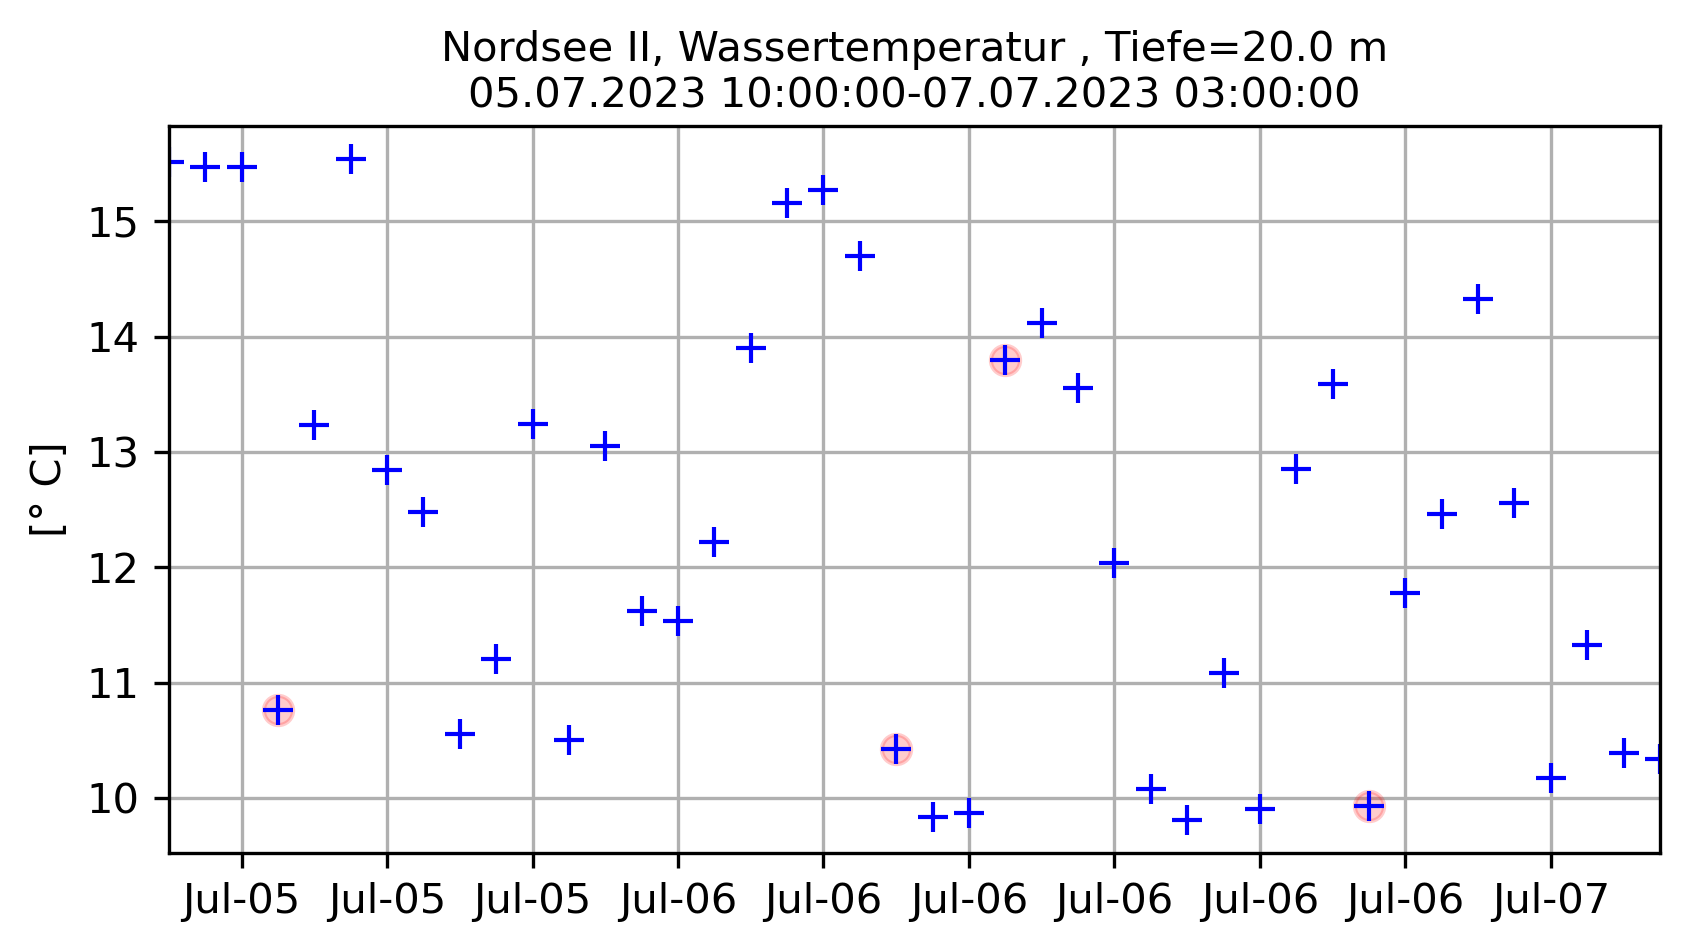 Nordsee II, Wassertemperatur , Tiefe=20.0 m
05.07.2023 10:00:00-07.07.2023 03:00:00
[° C]
15
14
13
12
11
10
Jul-05 Jul-05 Jul-05 Jul-06 Jul-06 Jul-06 Jul-06 Jul-06 Jul-06 Jul-07